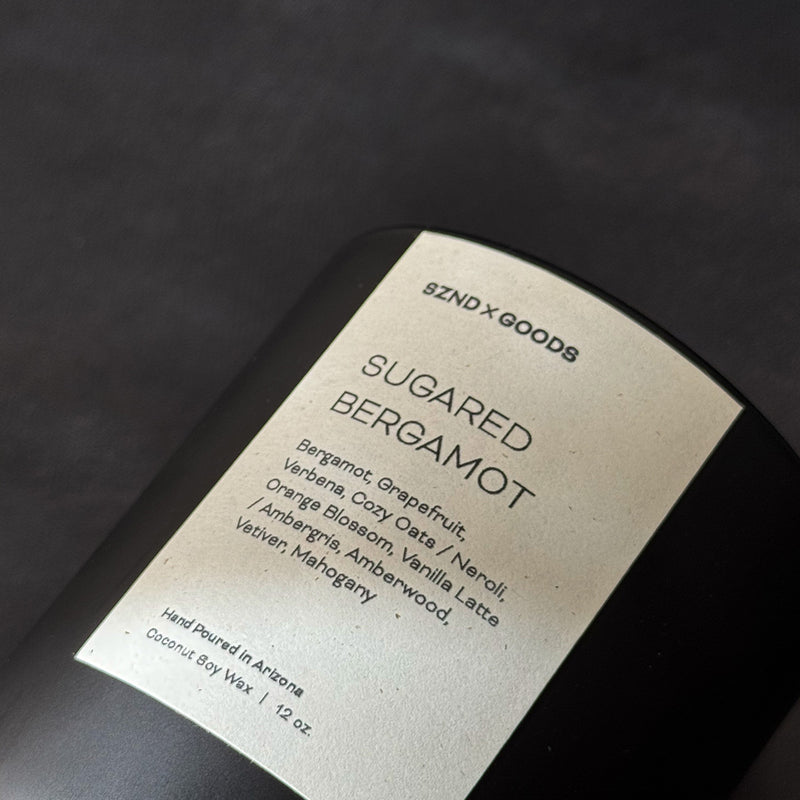 SZND X GOODS
SUGARED
BERGAMOT
Bergamot, Grapefruit,
Verbena, Cozy Oats / Neroli,
Orange Blossom, Vanilla Latte
/ Ambergris, Amberwood,
Vetiver, Mahogany
Hand Poured in Arizona
Coconut Soy Wax | 12 oz.